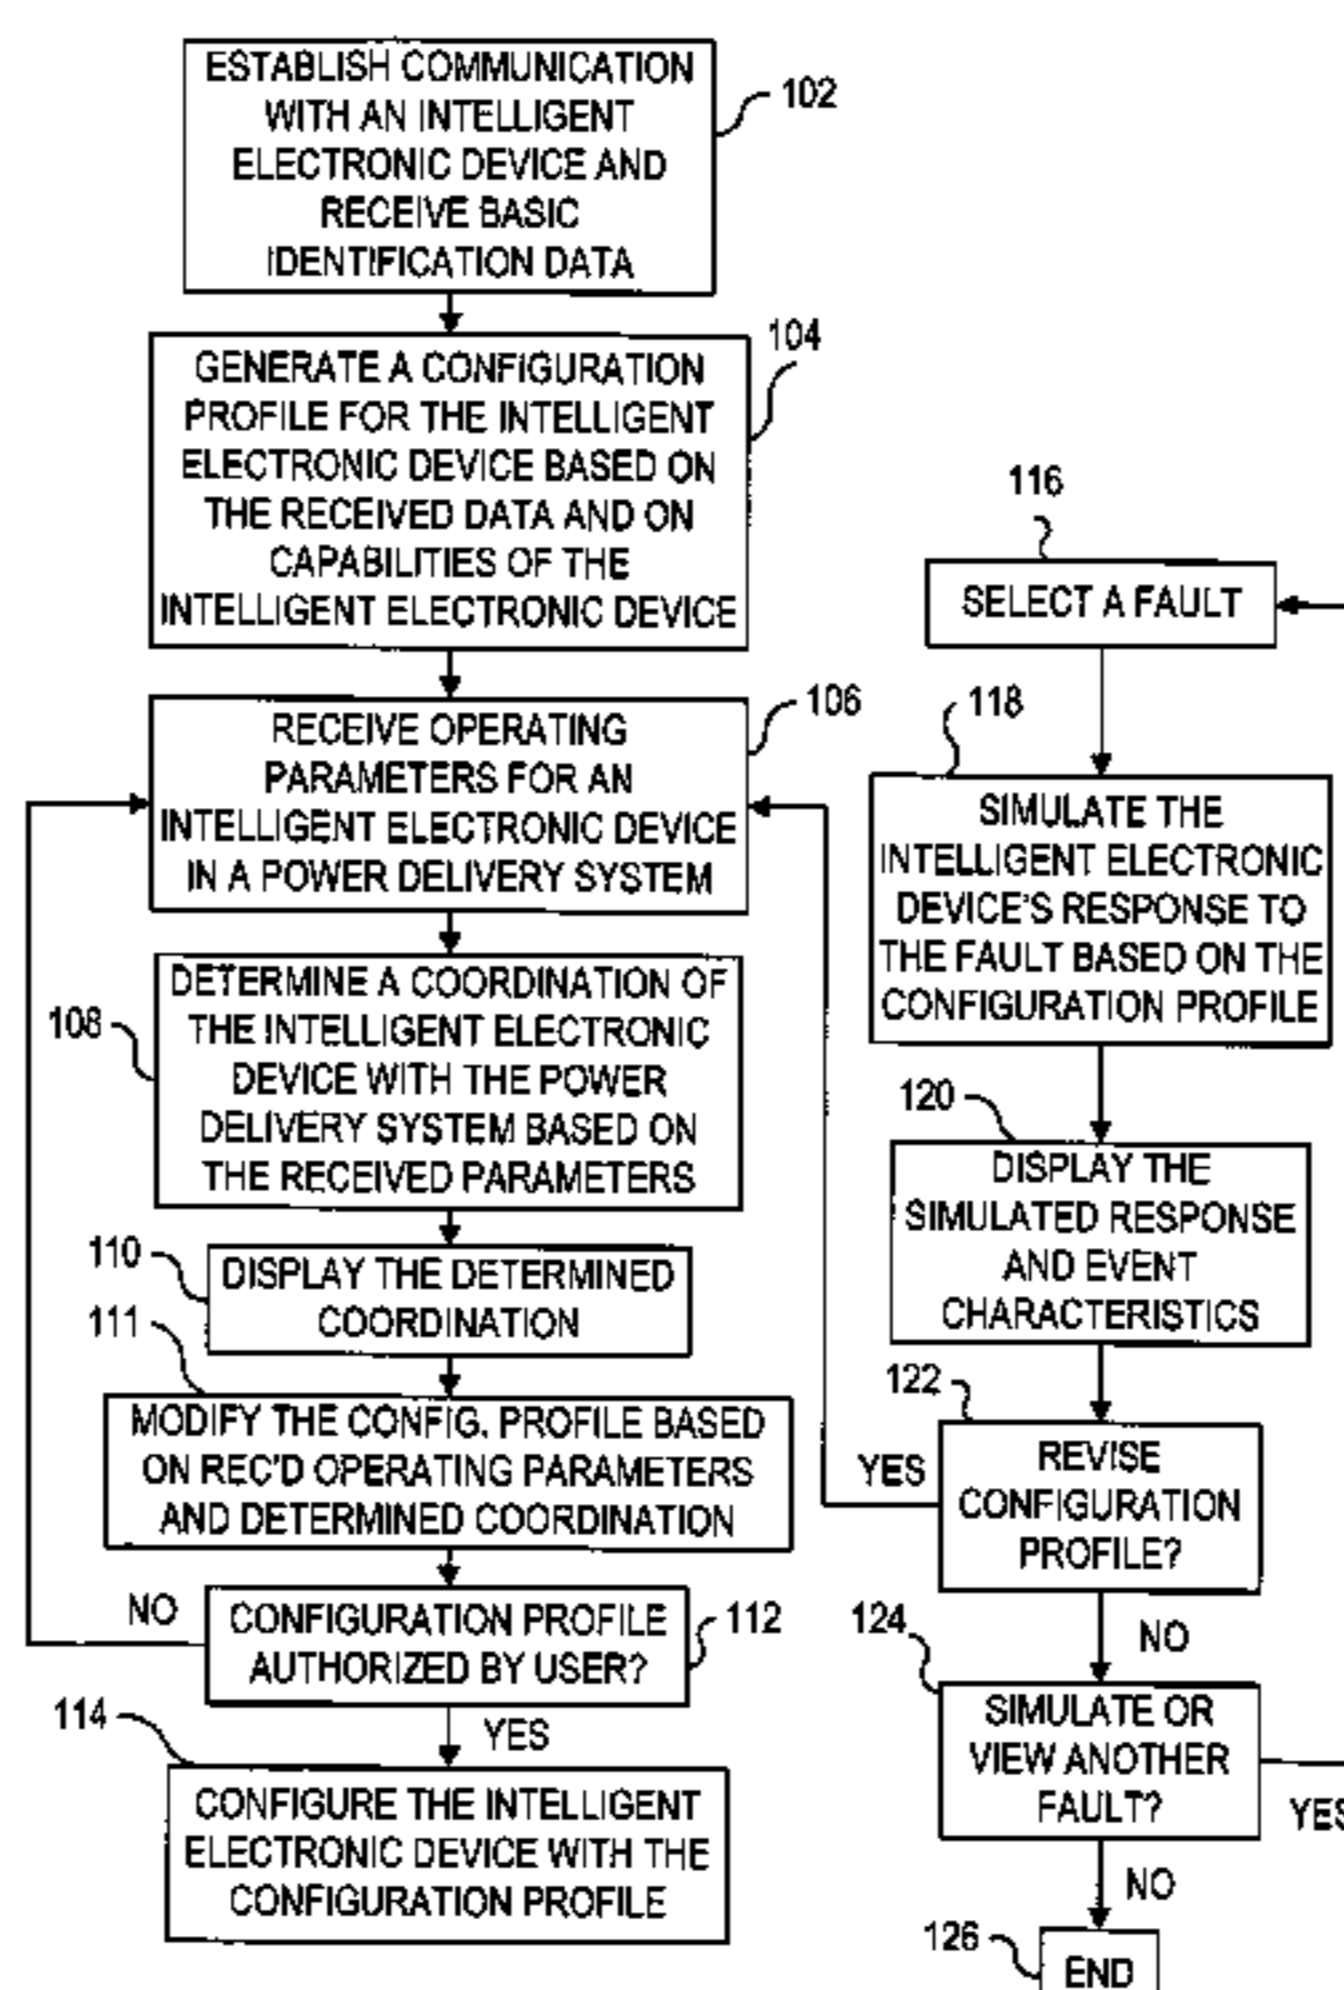 ESTABLISH COMMUNICATION
WITH AN INTELLIGENT
ELECTRONIC DEVICE AND
RECEIVE BASIC
IDENTIFICATION DATA
102
GENERATE A CONFIGURATION
PROFILE FOR THE INTELLIGENT
ELECTRONIC DEVICE BASED ON
THE RECEIVED DATA AND ON
CAPABILITIES OF THE
INTELLIGENT ELECTRONIC DEVICE
104
RECEIVE OPERATING
PARAMETERS FOR AN
INTELLIGENT ELECTRONIC DEVICE
IN A POWER DELIVERY SYSTEM
106
DETERMINE A COORDINATION OF
THE INTELLIGENT ELECTRONIC
DEVICE WITH THE POWER
DELIVERY SYSTEM BASED ON
THE RECEIVED PARAMETERS
108
110
DISPLAY THE DETERMINED
COORDINATION
111
MODIFY THE CONFIG. PROFILE BASED
ON REC'D OPERATING PARAMETERS
AND DETERMINED COORDINATION
NO
CONFIGURATION PROFILE
AUTHORIZED BY USER?
112
YES
114
CONFIGURE THE INTELLIGENT
ELECTRONIC DEVICE WITH THE
CONFIGURATION PROFILE
116
SELECT A FAULT
118
SIMULATE THE
INTELLIGENT ELECTRONIC
DEVICE'S RESPONSE TO
THE FAULT BASED ON THE
CONFIGURATION PROFILE
120
DISPLAY THE
SIMULATED RESPONSE
AND EVENT
CHARACTERISTICS
122
YES
REVISE
CONFIGURATION
PROFILE?
NO
124
SIMULATE OR
VIEW ANOTHER
FAULT?
YES
NO
126
END